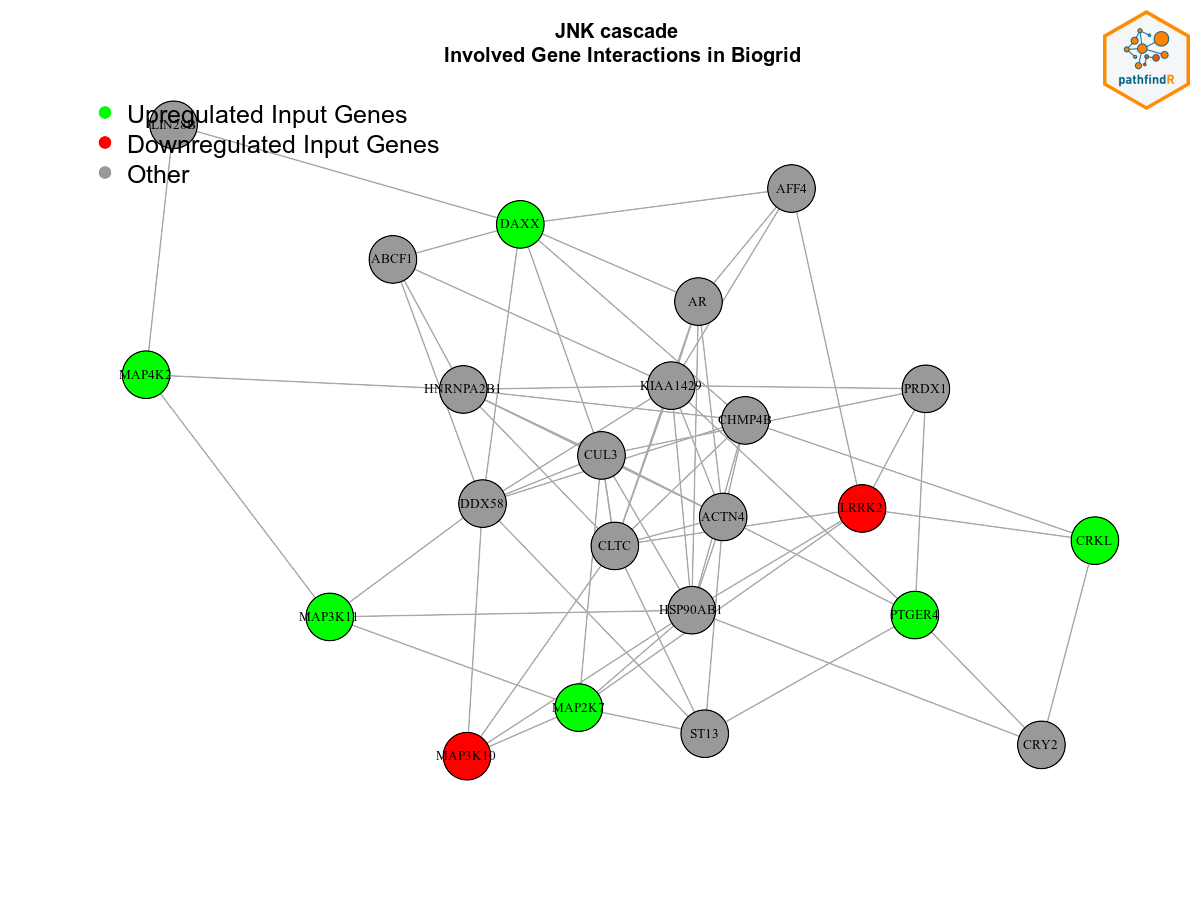 JNK cascade
Involved Gene Interactions in Biogrid
pathfindR
Upregulated Input Genes
LIN28B
Downregulated Input Genes
Other
AFF4
DAXX
ABCF1
AR
MAP4K2
HNRNPA2B1
KIAA1429
PRDX1
CHMP4B
CUL3
DDX58
LRRK2
ACTN4
CLTC
CRKL
HSP90AB1
PTGER4
MAP3K11
MAP2K7
ST13
CRY2
MAP3K10